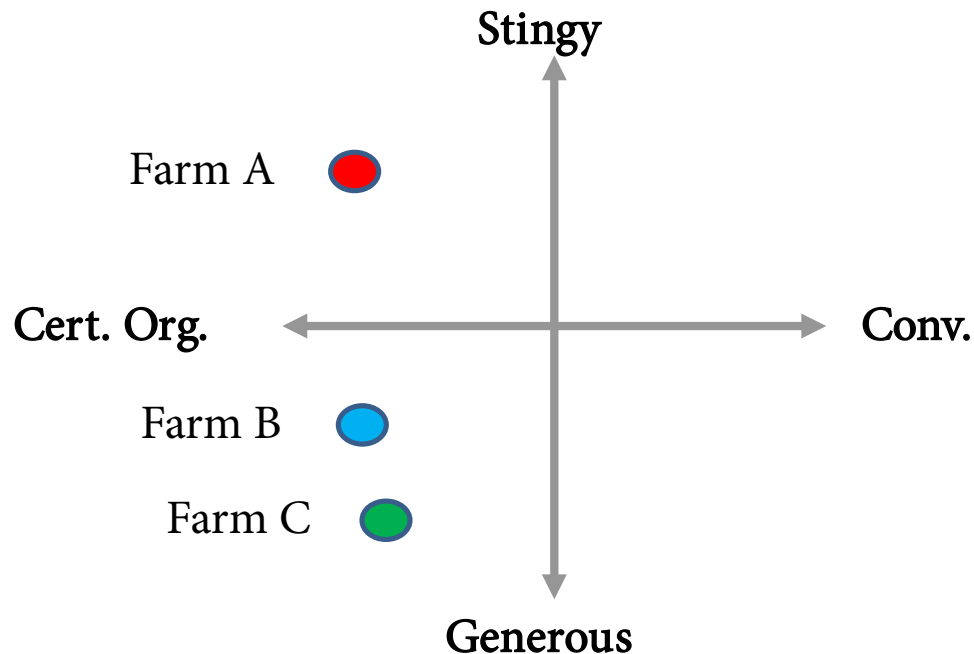 Stingy
Farm A
Cert. Org.
Conv.
Farm B
Farm C
Generous